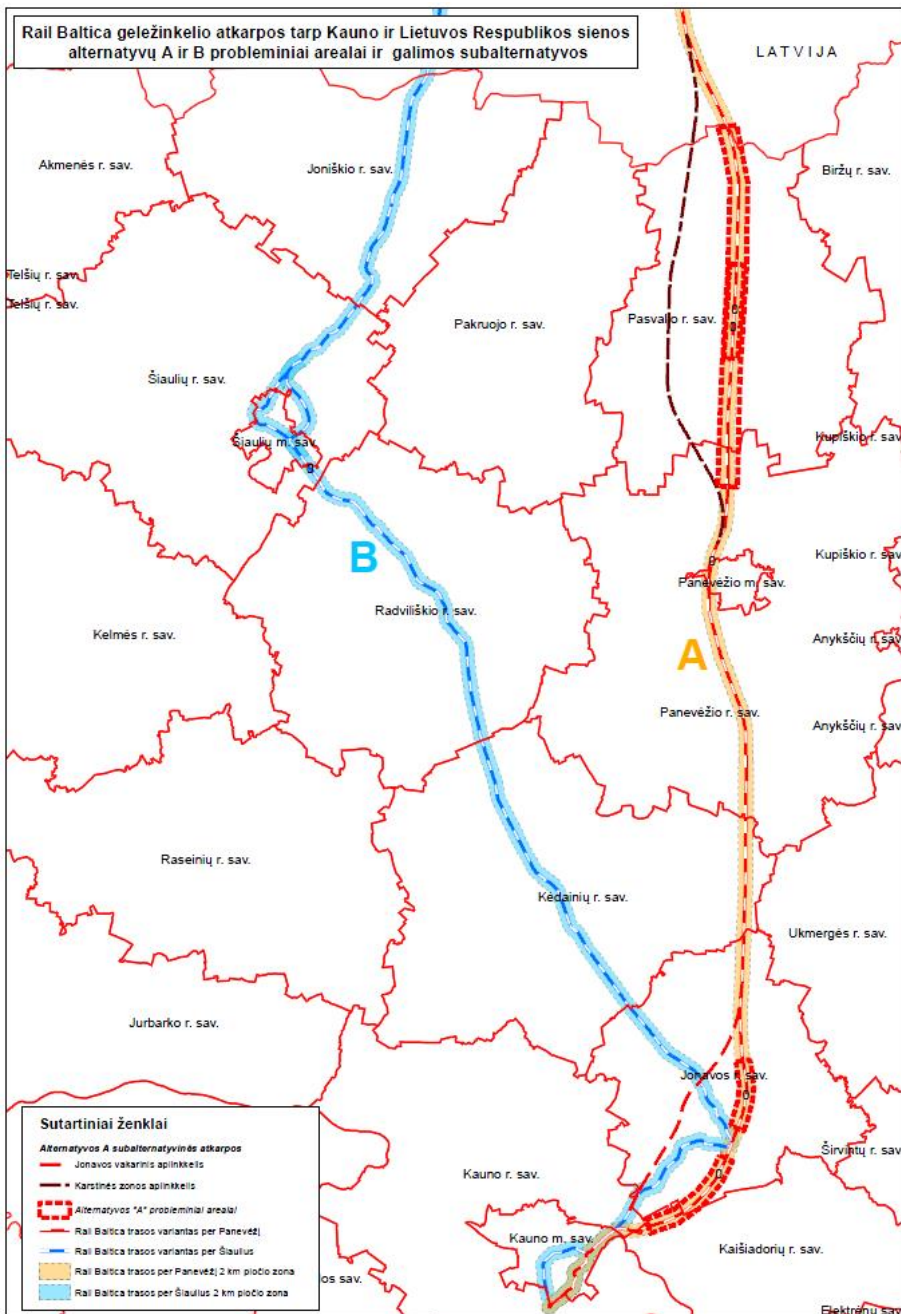 Rail Baltica geležinkelio atkarpos tarp Kauno ir Lietuvos Respublikos sienos
alternatyvų A ir B probleminiai arealai ir galimos subalternatyvos
LATVIJA
Akmenės r. sav.
Joniškio r. sav.
Biržų r. sav.
Telšių r. sav.
Telšių r. sav.
Pakruojo r. sav.
Pasvalio r. sav.
Šiaulių r. sav.
Šiaulių m. sav.
Kupiškio r. sav.
B
Kupiškio r. sav.
Panevėžio m. sav.
Radviliškio r. sav.
Kelmės r. sav.
Anykščių r. sav.
A
Panevėžio r. sav.
Anykščių r. sav.
Raseinių r. sav.
Kėdainių r. sav.
Ukmergės r. sav.
Jurbarko r. sav.
Jonavos r. sav.
Širvintų r. sav.
Kauno r. sav.
Kauno m. sav.
Kaišiadorių r. sav.
os sav.
Elektrėnų sav.
Sutartiniai ženklai
Alternatyvos A subalternatyvinės atkarpos
Jonavos vakarinis aplinkkelis
Karstinės zonos aplinkkelis
Alternatyvos "A" probleminiai arealai
Rail Baltica trasos variantas per Panevėžį
Rail Baltica trasos variantas per Šiaulius
Rail Baltica trasos per Panevėžį 2 km pločio zona
Rail Baltica trasos per Šiaulius 2 km pločio zona